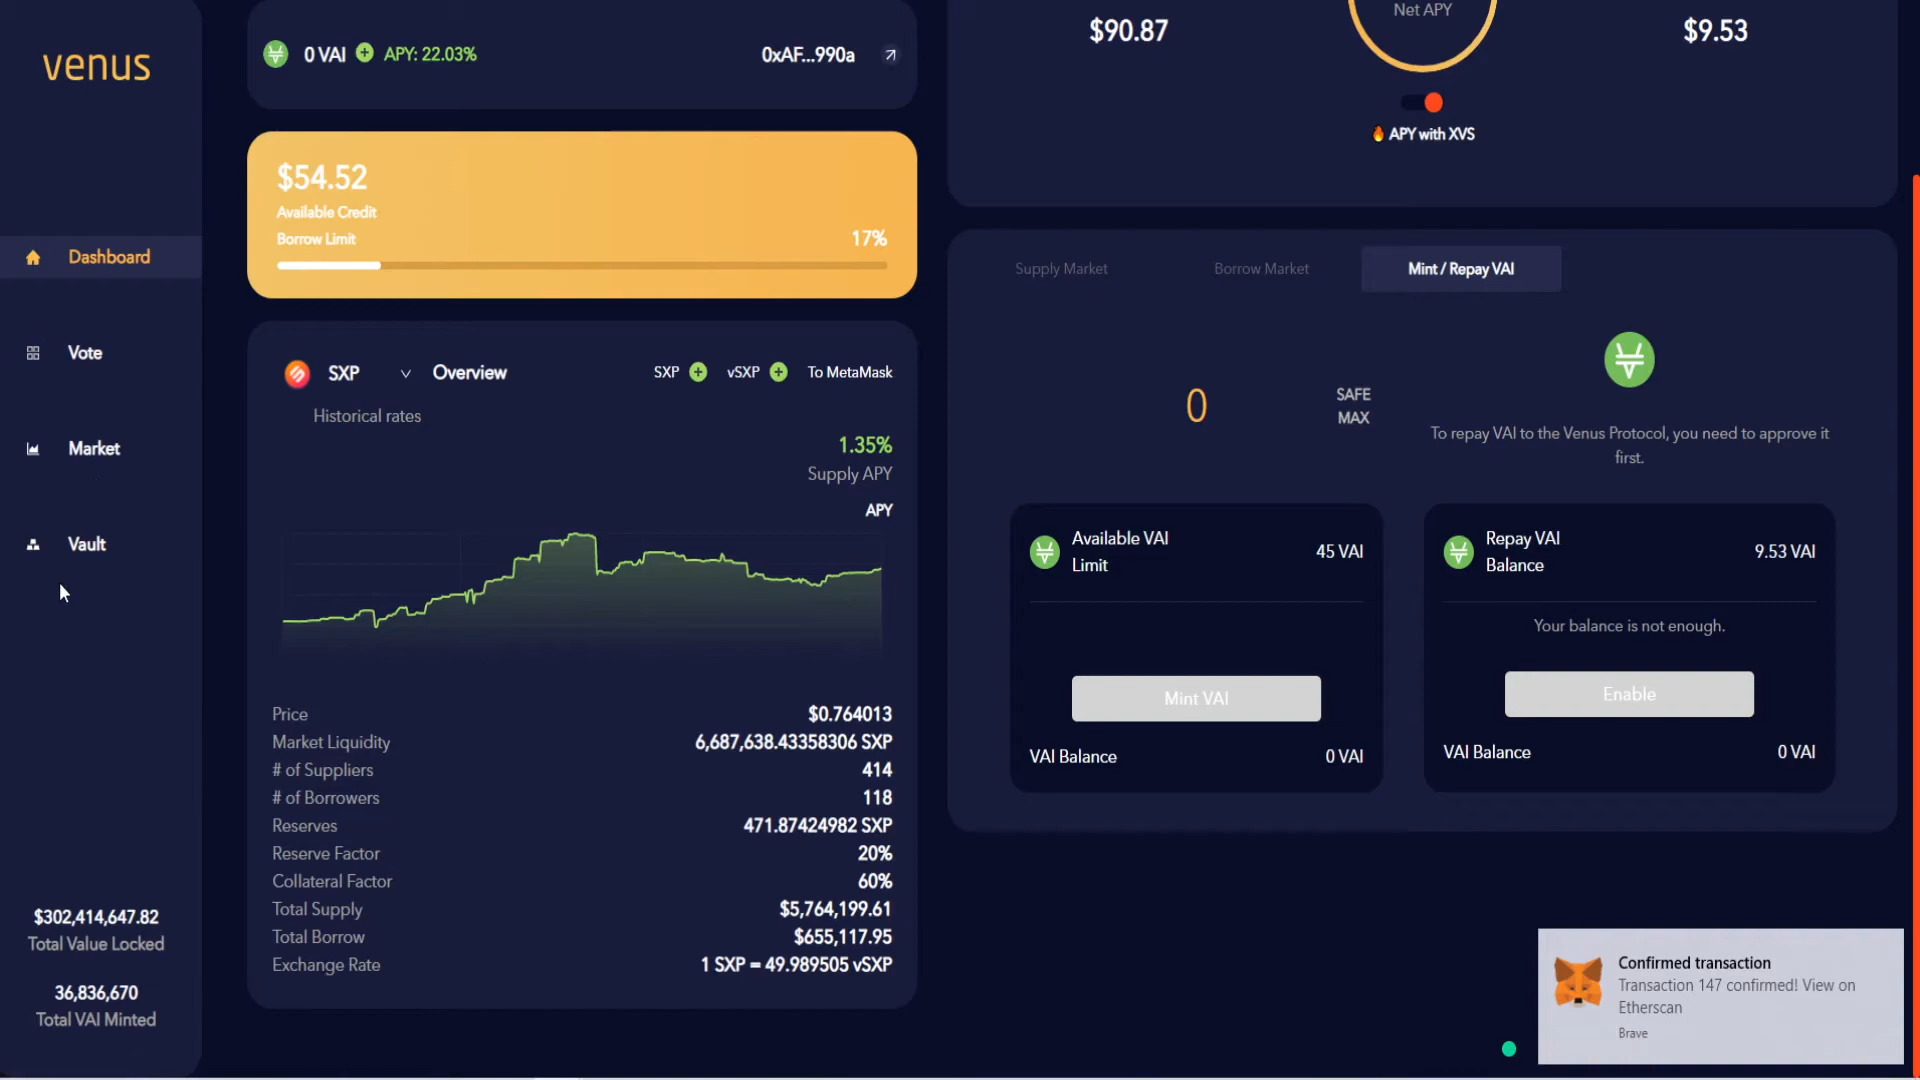 venus
Dashboard
Vote
Market
Vault
$302,414,647.82
Total Value Locked
36,836,670
Total VAI Minted
0 VAI
APY: 22.03%
0xAF...990a
$54.52
Available Credit
Borrow Limit
17%
SXP
Overview
SXP
vSXP
To MetaMask
Historical rates
1.35%
Supply APY
APY
Price $0.764013
Market Liquidity 6,687,638.43358306 SXP
# of Suppliers 414
# of Borrowers 118
Reserves 471.87424982 SXP
Reserve Factor 20%
Collateral Factor 60%
Total Supply $5,764,199.61
Total Borrow $655,117.95
Exchange Rate 1 SXP = 49.989505 vSXP
$90.87
Net APY
$9.53
APY with XVS
Supply Market
Borrow Market
Mint / Repay VAI
0
SAFE
MAX
To repay VAI to the Venus Protocol, you need to approve it
first.
Available VAI
Limit
45 VAI
Mint VAI
VAI Balance 0 VAI
Repay VAI
Balance
9.53 VAI
Your balance is not enough.
Enable
VAI Balance 0 VAI
Confirmed transaction
Transaction 147 confirmed! View on
Etherscan
Brave